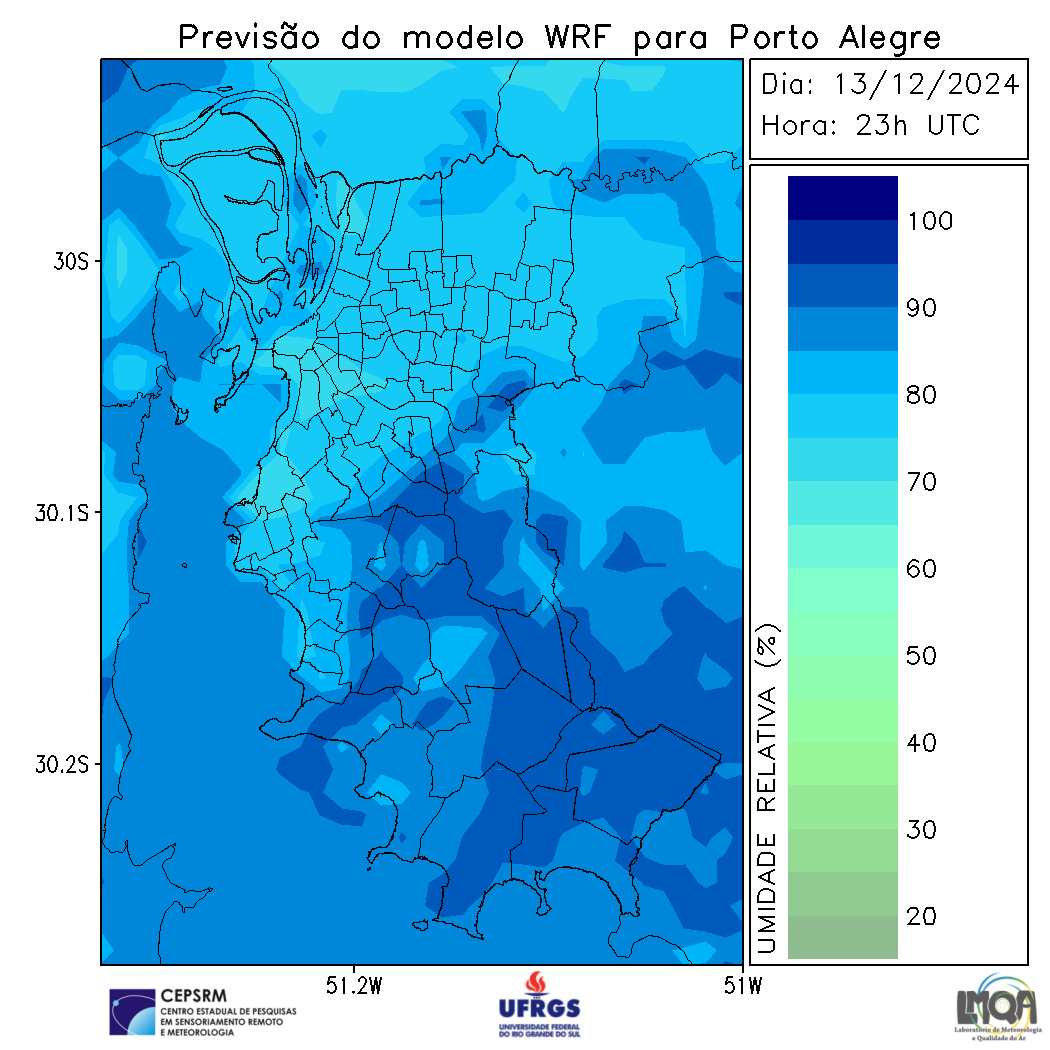 Previsão do modelo WRF para Porto Alegre
Dia: 13/12/2024
Hora: 23h UTC
30S
30.1S
30.2S
51.2W
51W
100
90
80
70
60
50
40
30
20
UMIDADE RELATIVA (%)
CEPSRM
CENTRO ESTADUAL DE PESQUISAS
EM SENSORIAMENTO REMOTO
E METEOROLOGIA
UFRGS
UNIVERSIDADE FEDERAL
DO RIO GRANDE DO SUL
LMQA
Laboratório de Meteorologia
e Qualidade do Ar